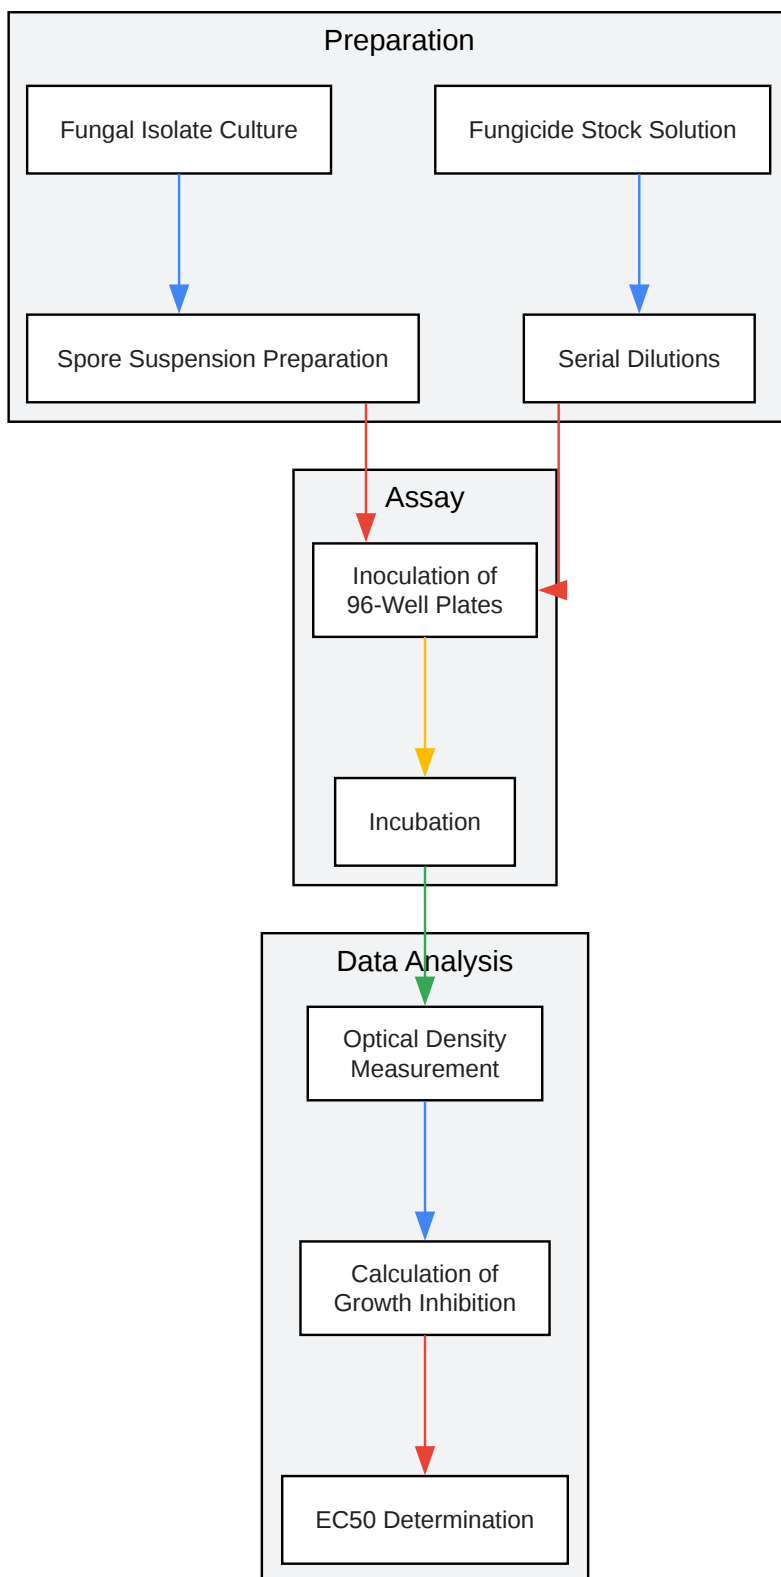 Preparation
Fungal Isolate Culture
Fungicide Stock Solution
Spore Suspension Preparation
Serial Dilutions
Assay
Inoculation of
96-Well Plates
Incubation
Data Analysis
Optical Density
Measurement
Calculation of
Growth Inhibition
EC50 Determination